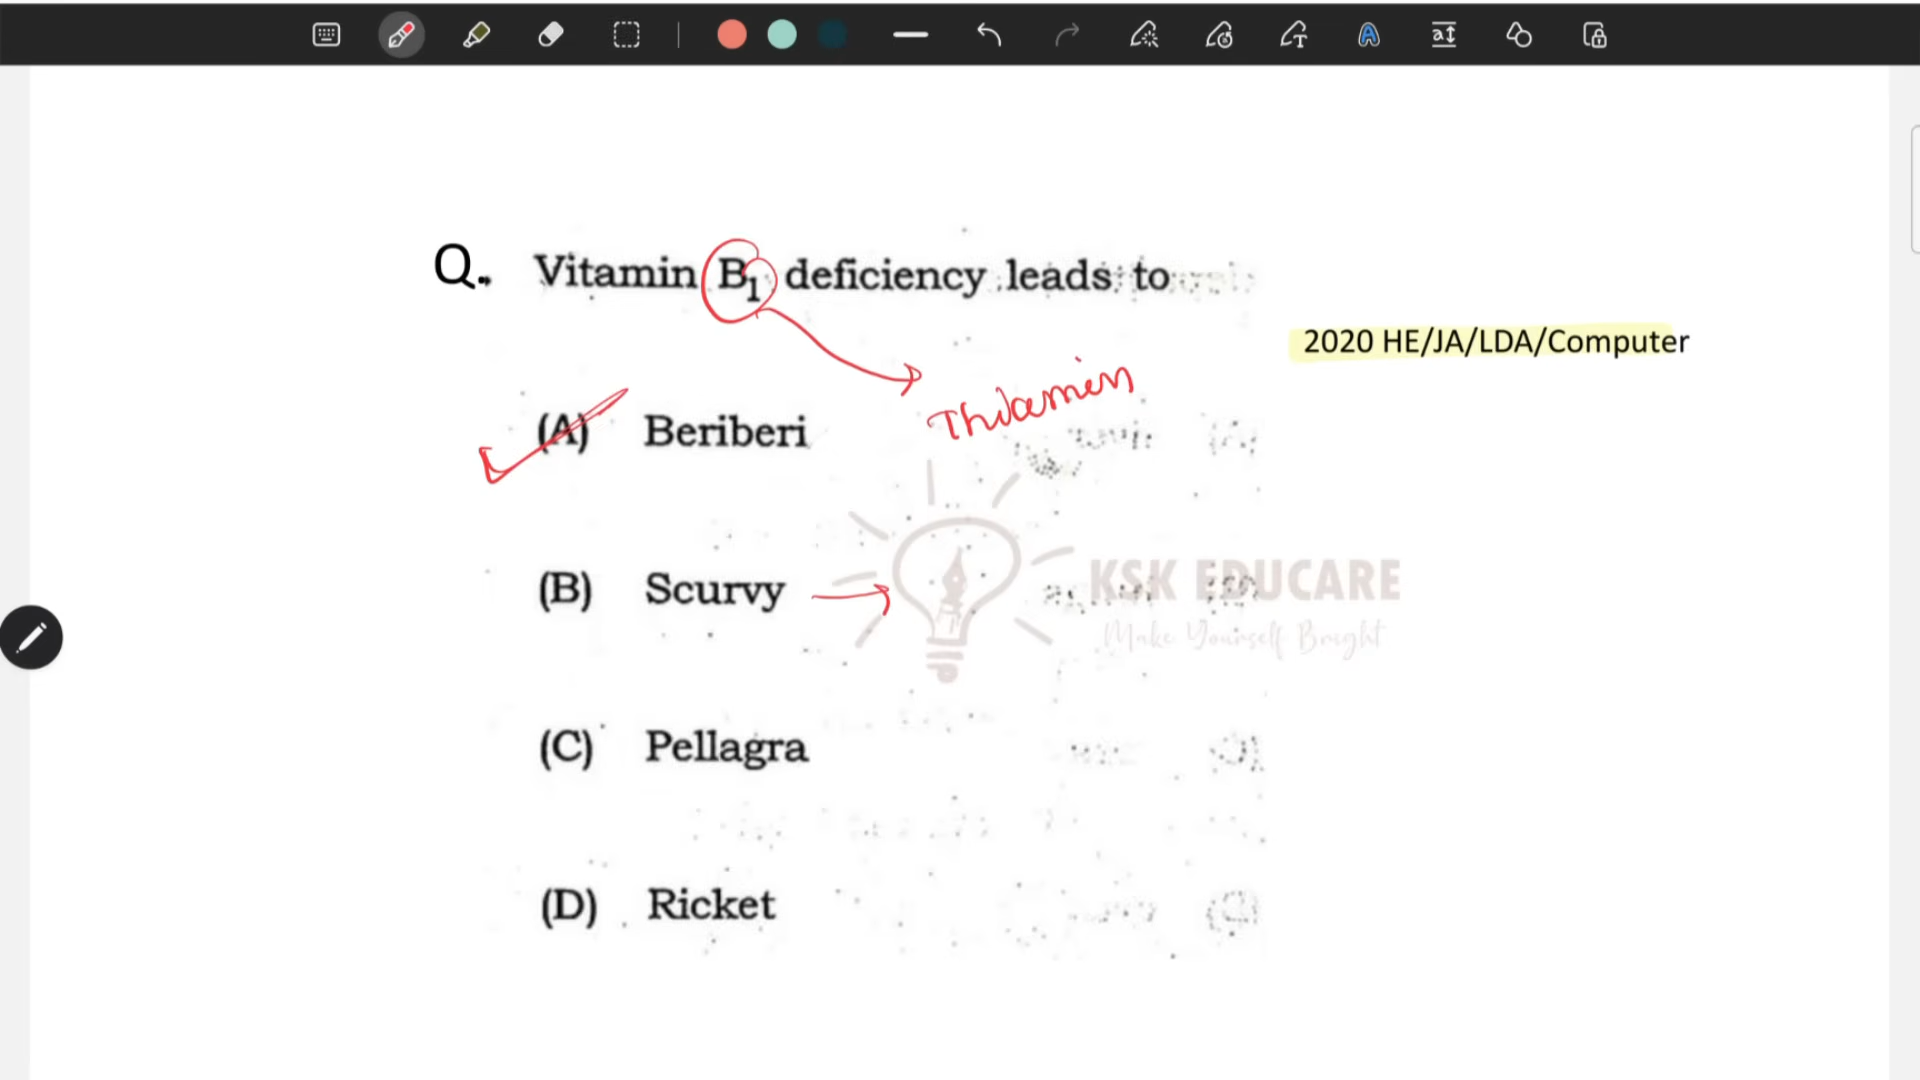 Q. Vitamin B1 deficiency leads to
2020 HE/JA/LDA/Computer
Thiamin
(A) Beriberi
(B) Scurvy
KSK EDUCARE
Make Yourself Bright
(C) Pellagra
(D) Ricket